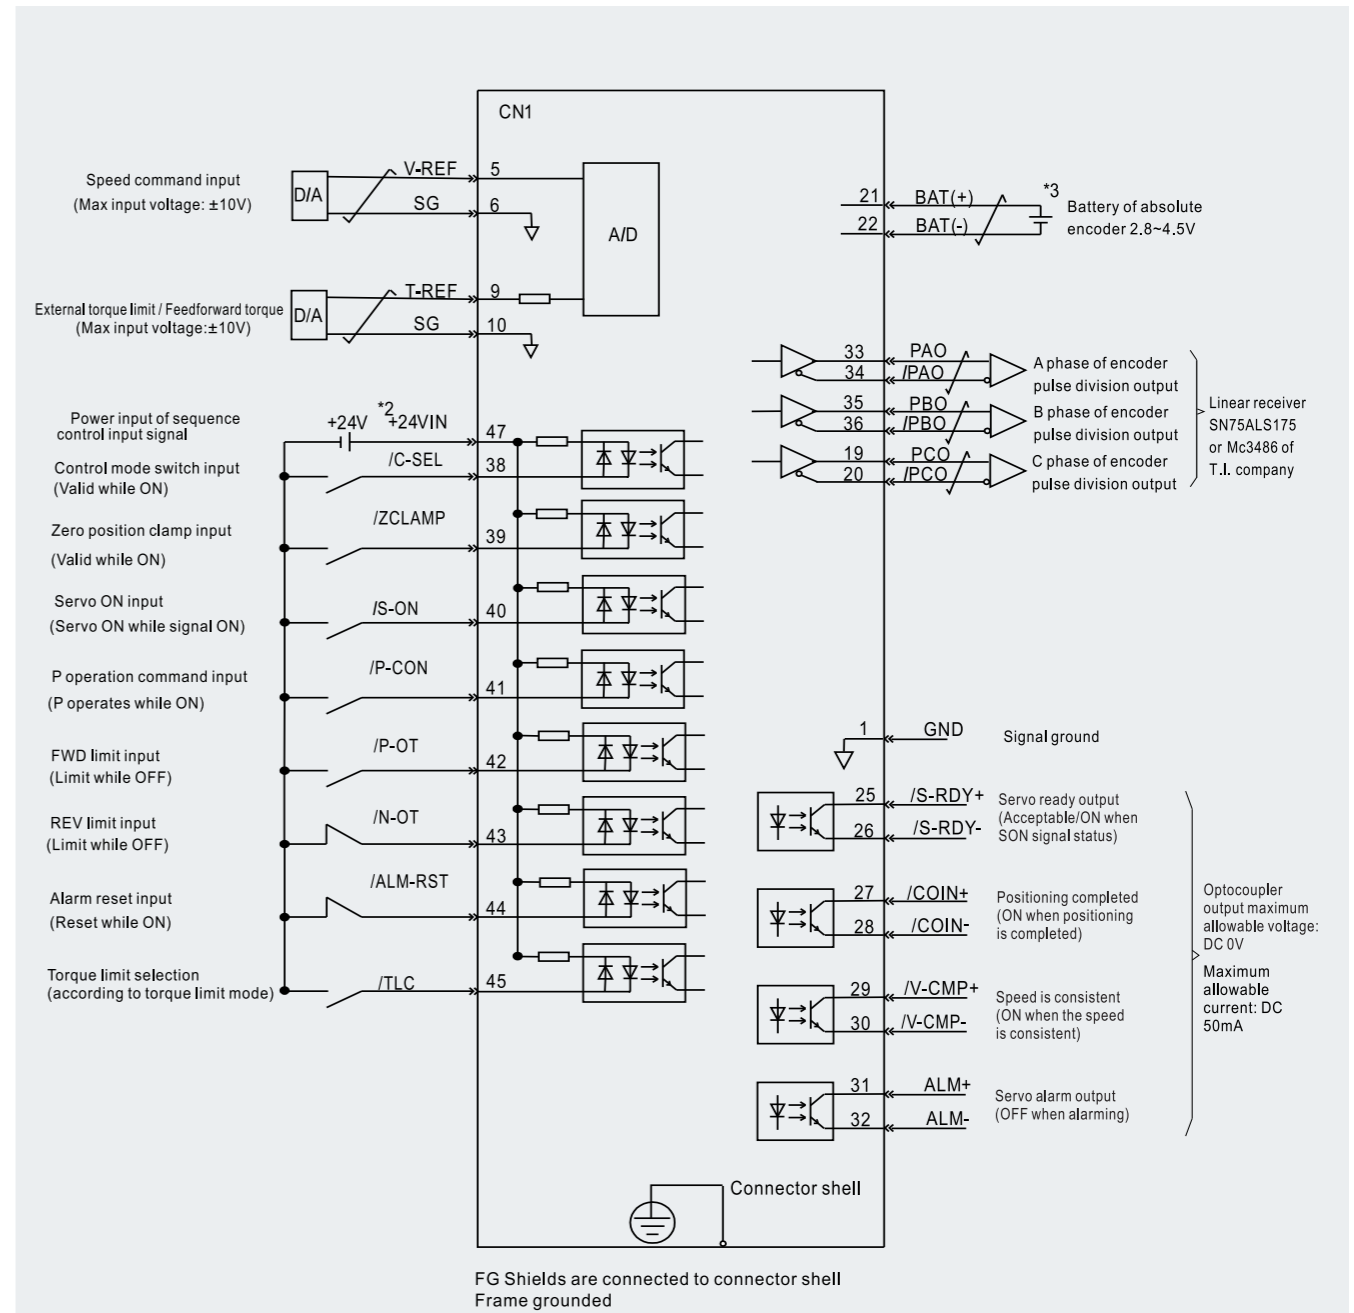 CN1
Speed command input
(Max input voltage: ±10V)
D/A
V-REF
5
SG
6
A/D
External torque limit / Feedforward torque
(Max input voltage:±10V)
D/A
T-REF
9
SG
10
Power input of sequence
control input signal
+24V
*2
+24VIN
47
Control mode switch input
(Valid while ON)
/C-SEL
38
Zero position clamp input
(Valid while ON)
/ZCLAMP
39
Servo ON input
(Servo ON while signal ON)
/S-ON
40
P operation command input
(P operates while ON)
/P-CON
41
FWD limit input
(Limit while OFF)
/P-OT
42
REV limit input
(Limit while OFF)
/N-OT
43
Alarm reset input
(Reset while ON)
/ALM-RST
44
Torque limit selection
(according to torque limit mode)
/TLC
45
21
BAT(+)
22
BAT(-)
*3
Battery of absolute
encoder 2.8~4.5V
33
PAO
34
/PAO
A phase of encoder
pulse division output
35
PBO
36
/PBO
B phase of encoder
pulse division output
19
PCO
20
/PCO
C phase of encoder
pulse division output
Linear receiver
SN75ALS175
or Mc3486 of
T.I. company
1
GND
Signal ground
25
/S-RDY+
26
/S-RDY-
Servo ready output
(Acceptable/ON when
SON signal status)
27
/COIN+
28
/COIN-
Positioning completed
(ON when positioning
is completed)
29
/V-CMP+
30
/V-CMP-
Speed is consistent
(ON when the speed
is consistent)
31
ALM+
32
ALM-
Servo alarm output
(OFF when alarming)
Optocoupler
output maximum
allowable voltage:
DC 0V
Maximum
allowable
current: DC
50mA
Connector shell
FG Shields are connected to connector shell
Frame grounded